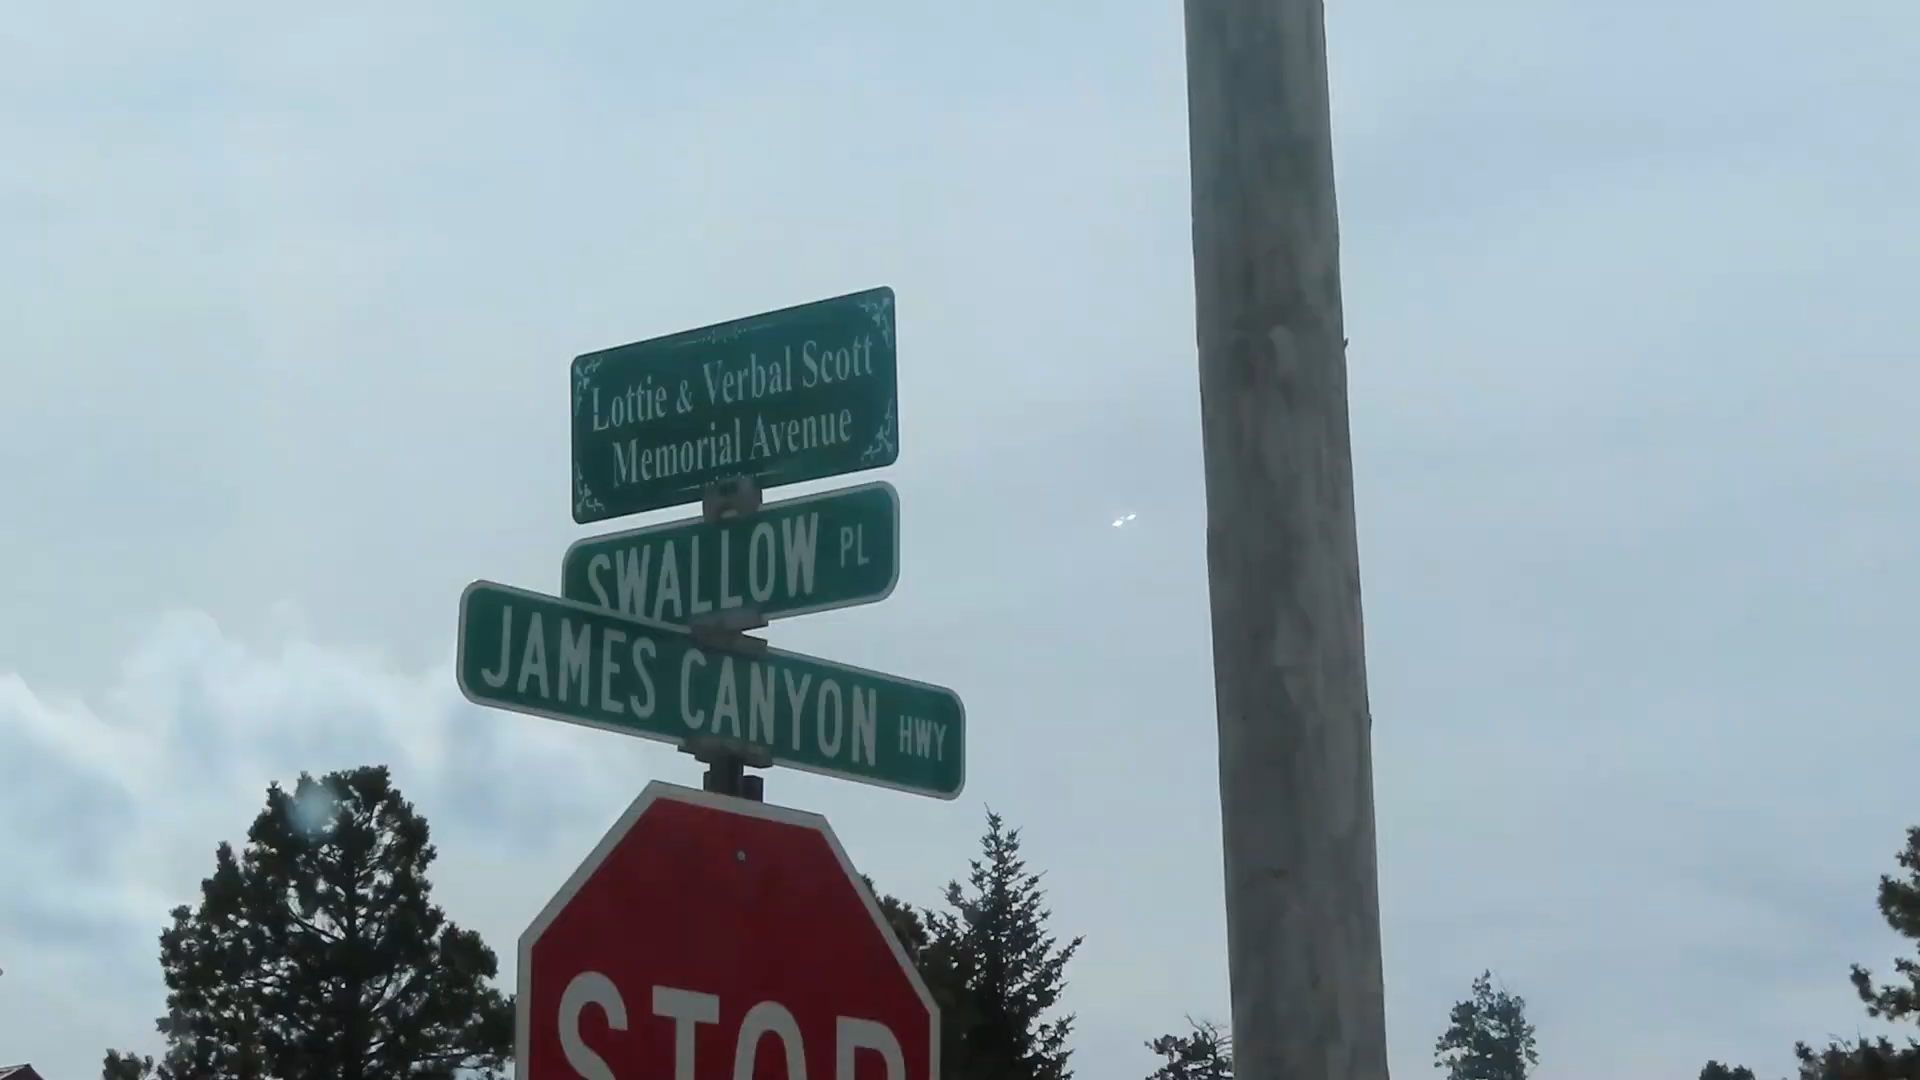 Lottie & Verbal Scott
Memorial Avenue
SWALLOW PL
JAMES CANYON HWY
STOP